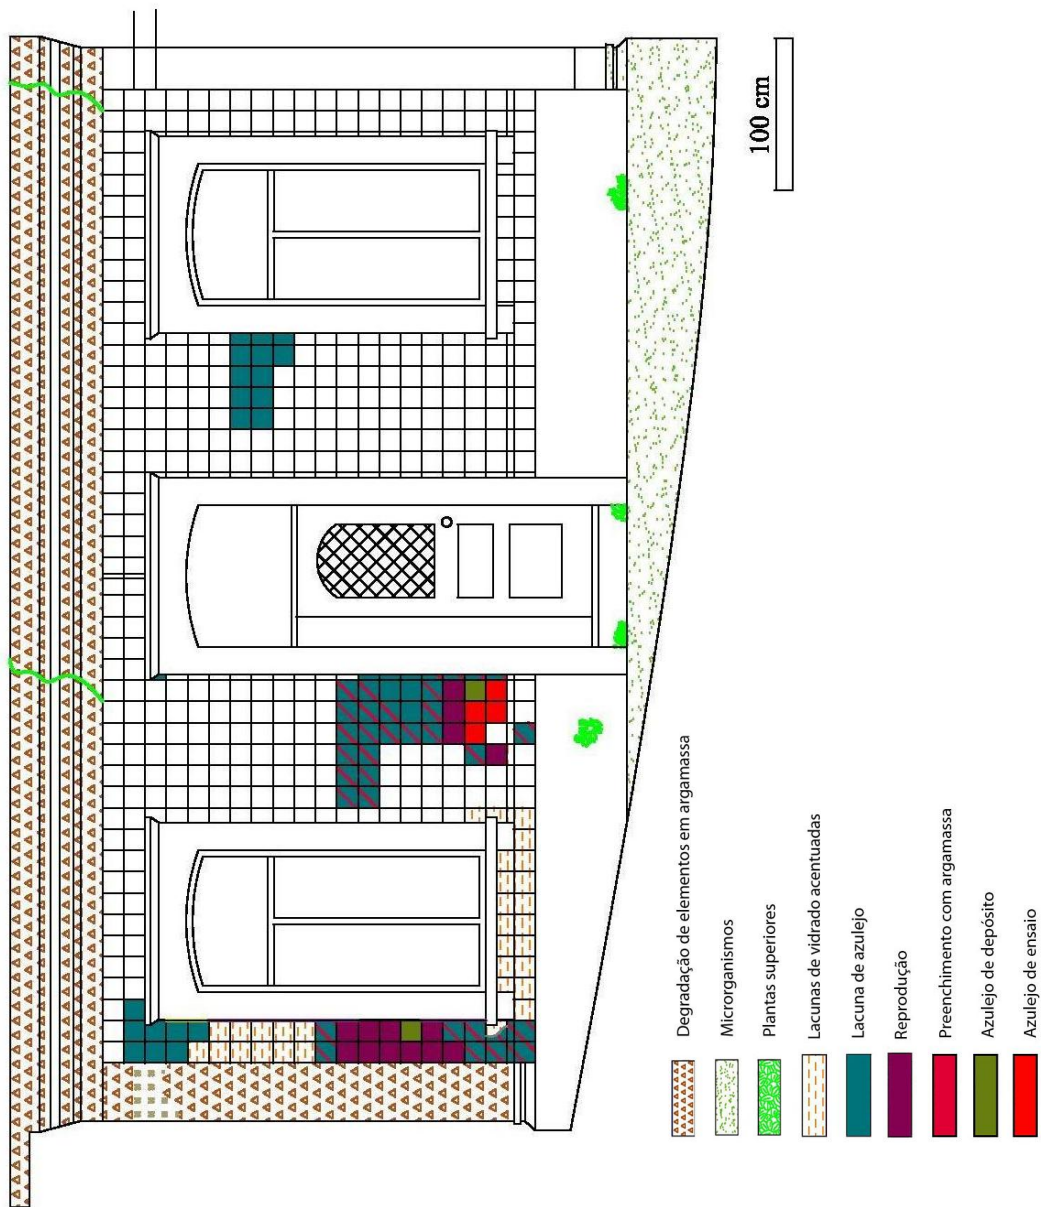 100 cm
Degradação de elementos em argamassa
Microrganismos
Plantas superiores
Lacunas de vidrado acentuadas
Lacuna de azulejo
Reprodução
Preenchimento com argamassa
Azulejo de depósito
Azulejo de ensaio